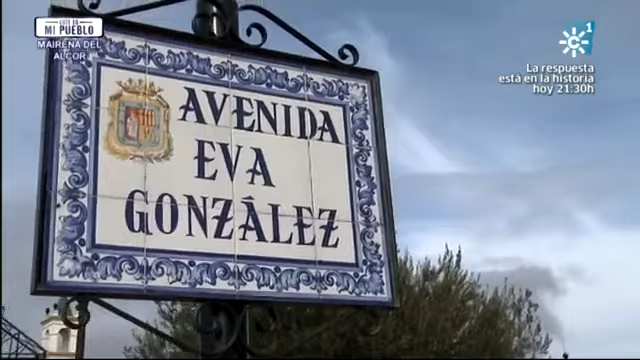 ESTE ES
MI PUEBLO
MAIRENA DEL
ALCOR
1
La respuesta
está en la historia
hoy 21:30h
AVENIDA
EVA
GONZÁLEZ